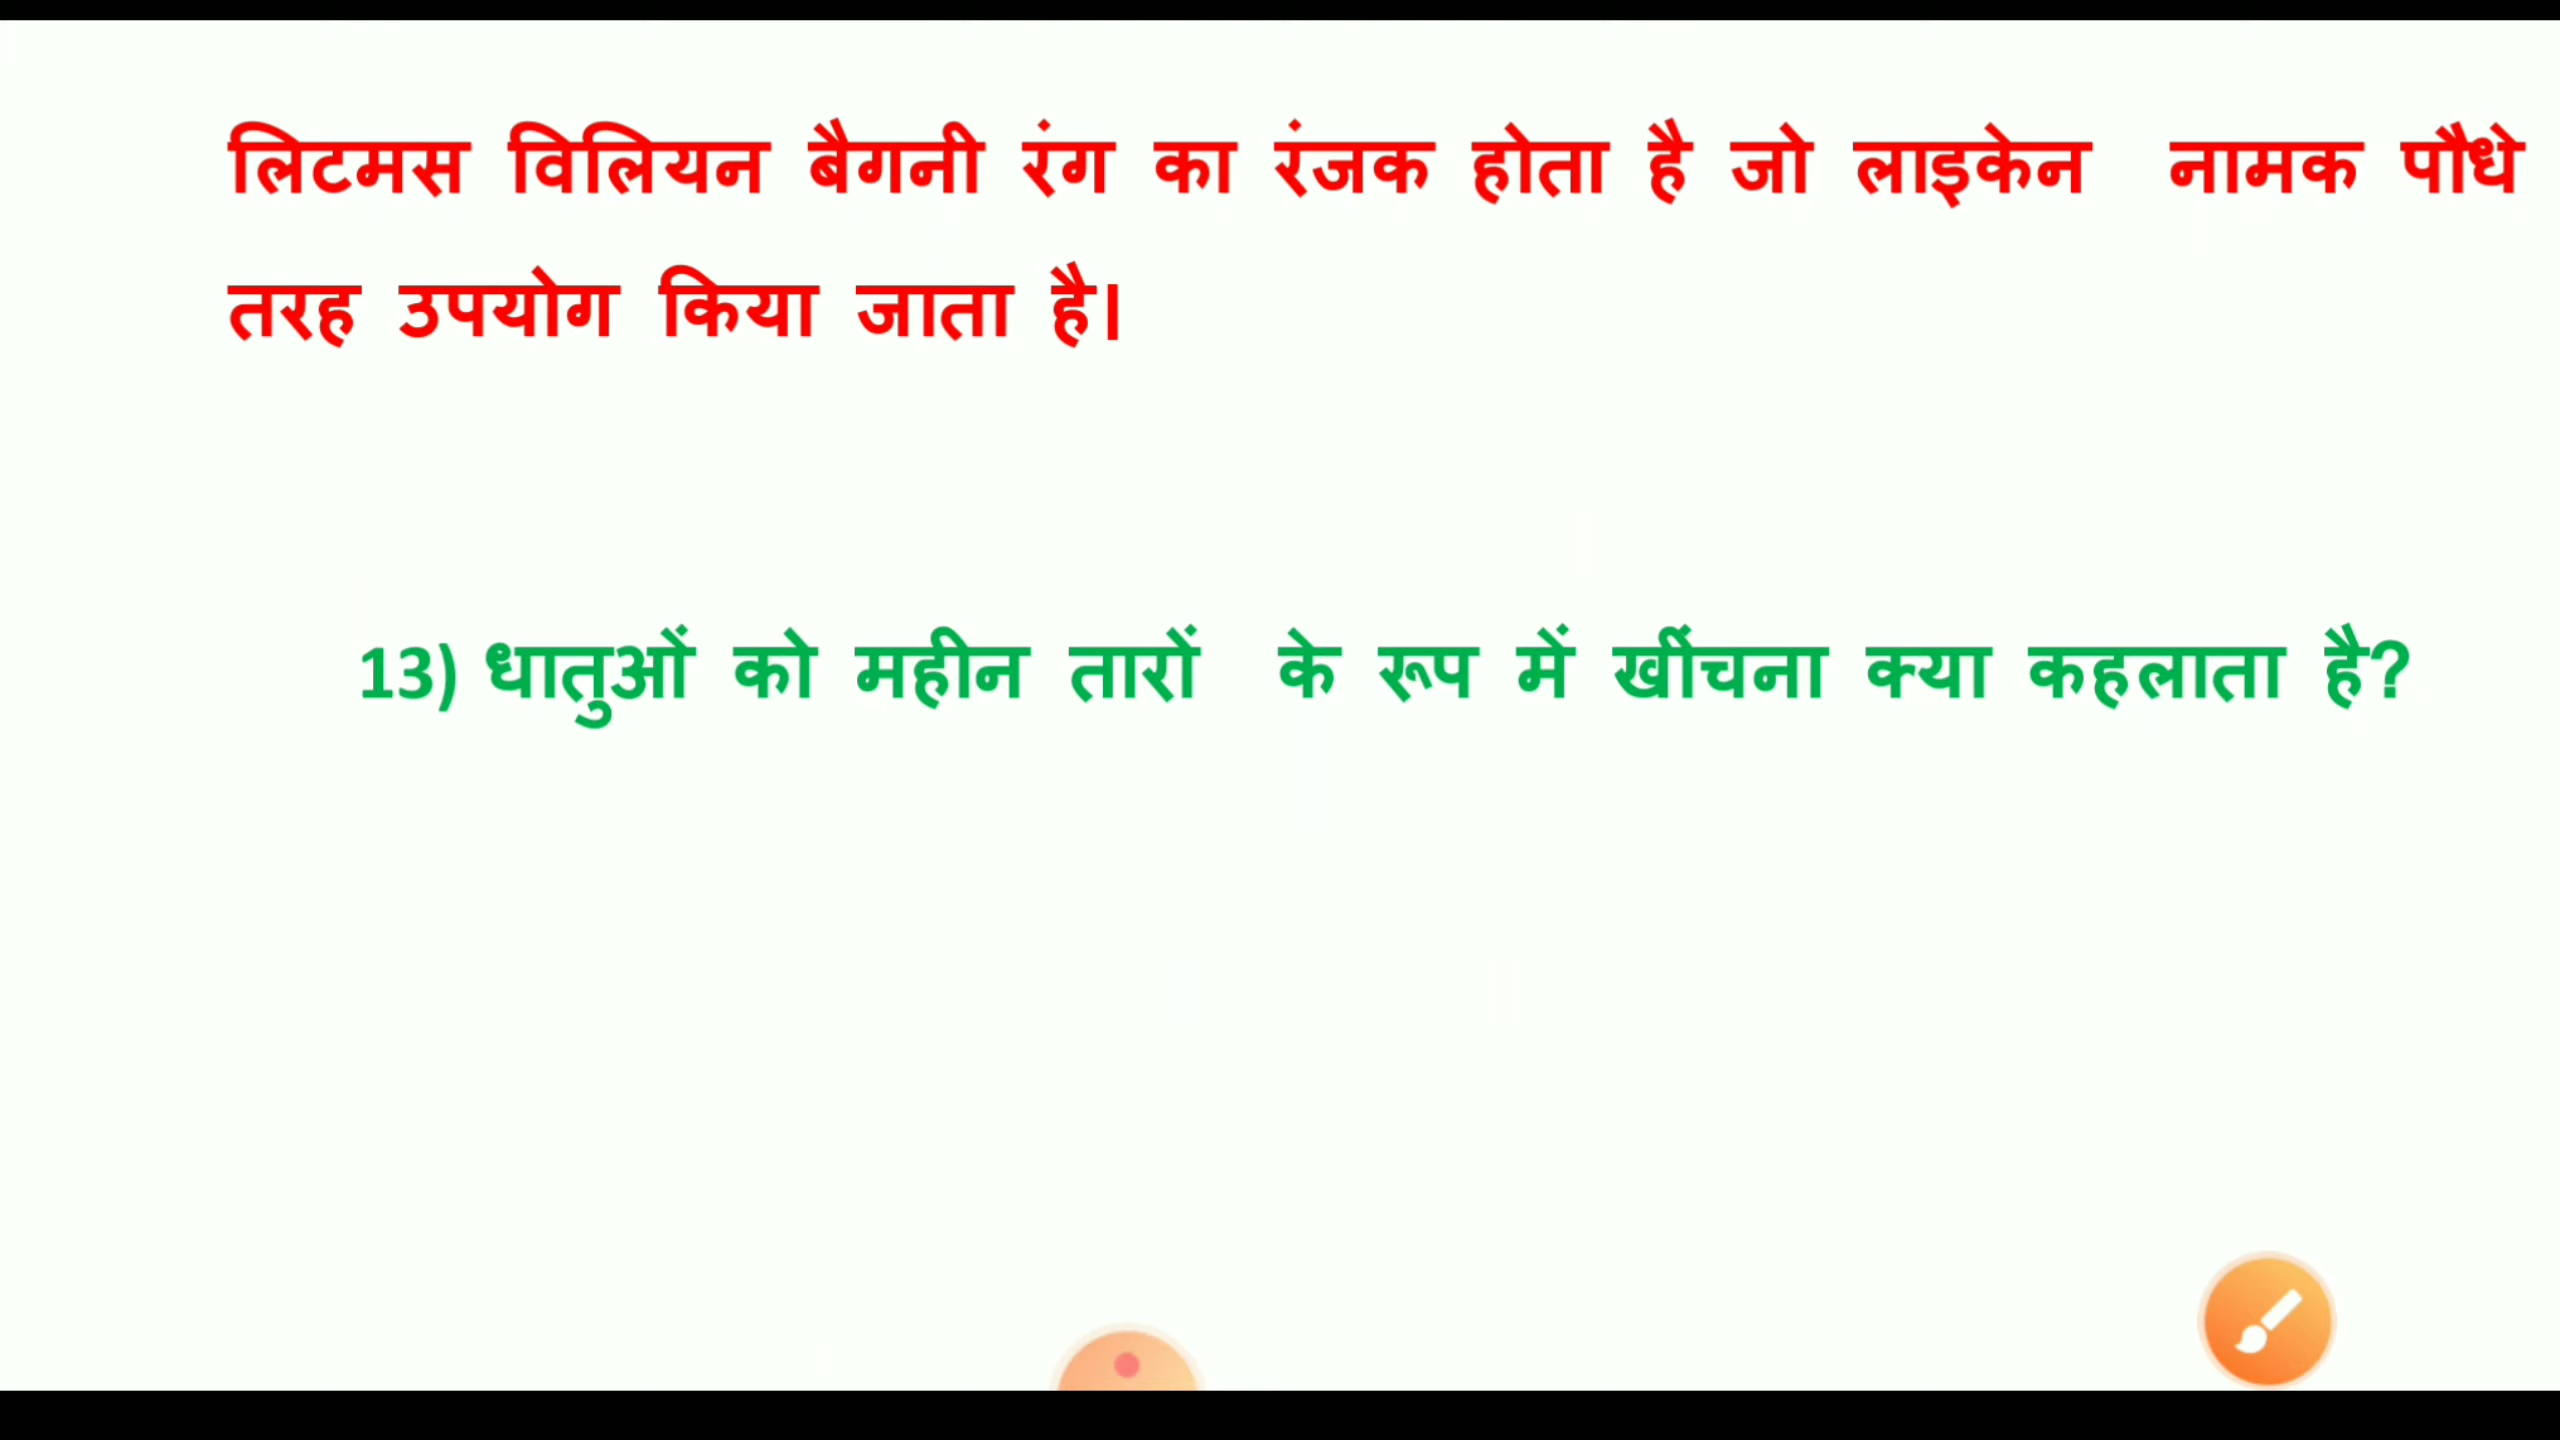 लिटमस विलियन बैगनी रंग का रंजक होता है जो लाइकेन नामक पौधे
तरह उपयोग किया जाता है।
13) धातुओं को महीन तारों के रूप में खींचना क्या कहलाता है?